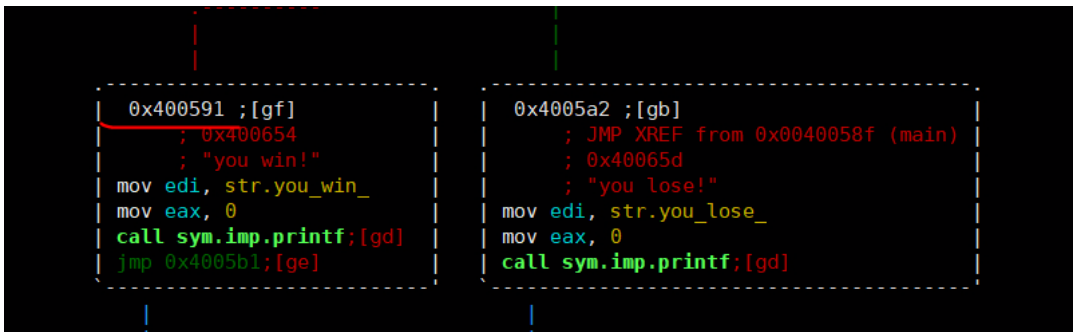 0x400591 ;[gf]
; 0x400654
; "you win!"
mov edi, str.you_win_
mov eax, 0
call sym.imp.printf;[gd]
jmp 0x4005b1;[ge]
0x4005a2 ;[gb]
; JMP XREF from 0x0040058f (main)
; 0x40065d
; "you lose!"
mov edi, str.you_lose_
mov eax, 0
call sym.imp.printf;[gd]